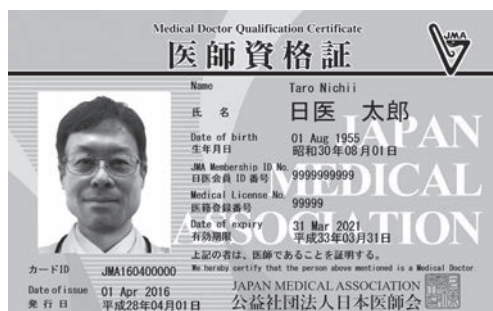 Medical Doctor Qualification Certificate
医師資格証
JMA
Name Taro Nichii
氏 名 日医 太郎
Date of birth 01 Aug 1955
生年月日 昭和30年08月01日
JMA Membership ID No.
日医会員 ID 番号 9999999999
Medical License No.
医籍登録番号 99999
Date of expiry 31 Mar 2021
有効期限 平成33年03月31日
JAPAN
MEDICAL
ASSOCIATION
上記の者は、医師であることを証明する。
We hereby certify that the person above mentioned is a Medical Doctor.
カードID JMA160400000
Date of issue 01 Apr 2016
発 行 日 平成28年04月01日
JAPAN MEDICAL ASSOCIATION
公益社団法人日本医師会